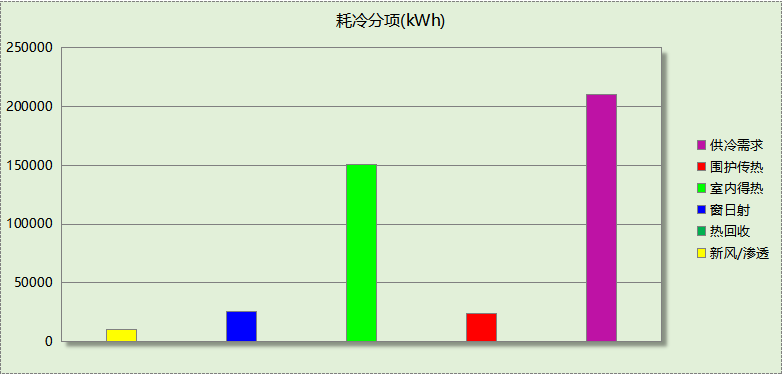 耗冷分项(kWh)
250000
200000
150000
100000
50000
0
供冷需求
围护传热
室内得热
窗日射
热回收
新风/渗透